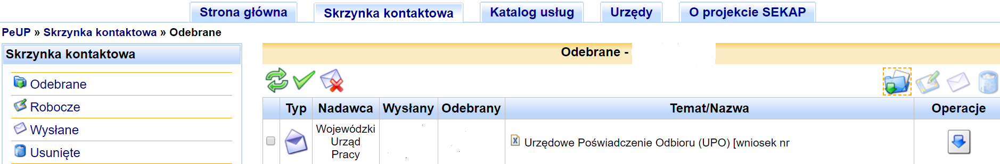 Strona główna Skrzynka kontaktowa Katalog usług Urzędy O projekcie SEKAP
PeUP » Skrzynka kontaktowa » Odebrane
Skrzynka kontaktowa
Odebrane
Robocze
Wysłane
Usunięte
Odebrane -
Typ Nadawca Wysłany Odebrany Temat/Nazwa Operacje
Wojewódzki
Urząd
Pracy
Urzędowe Poświadczenie Odbioru (UPO) [wniosek nr